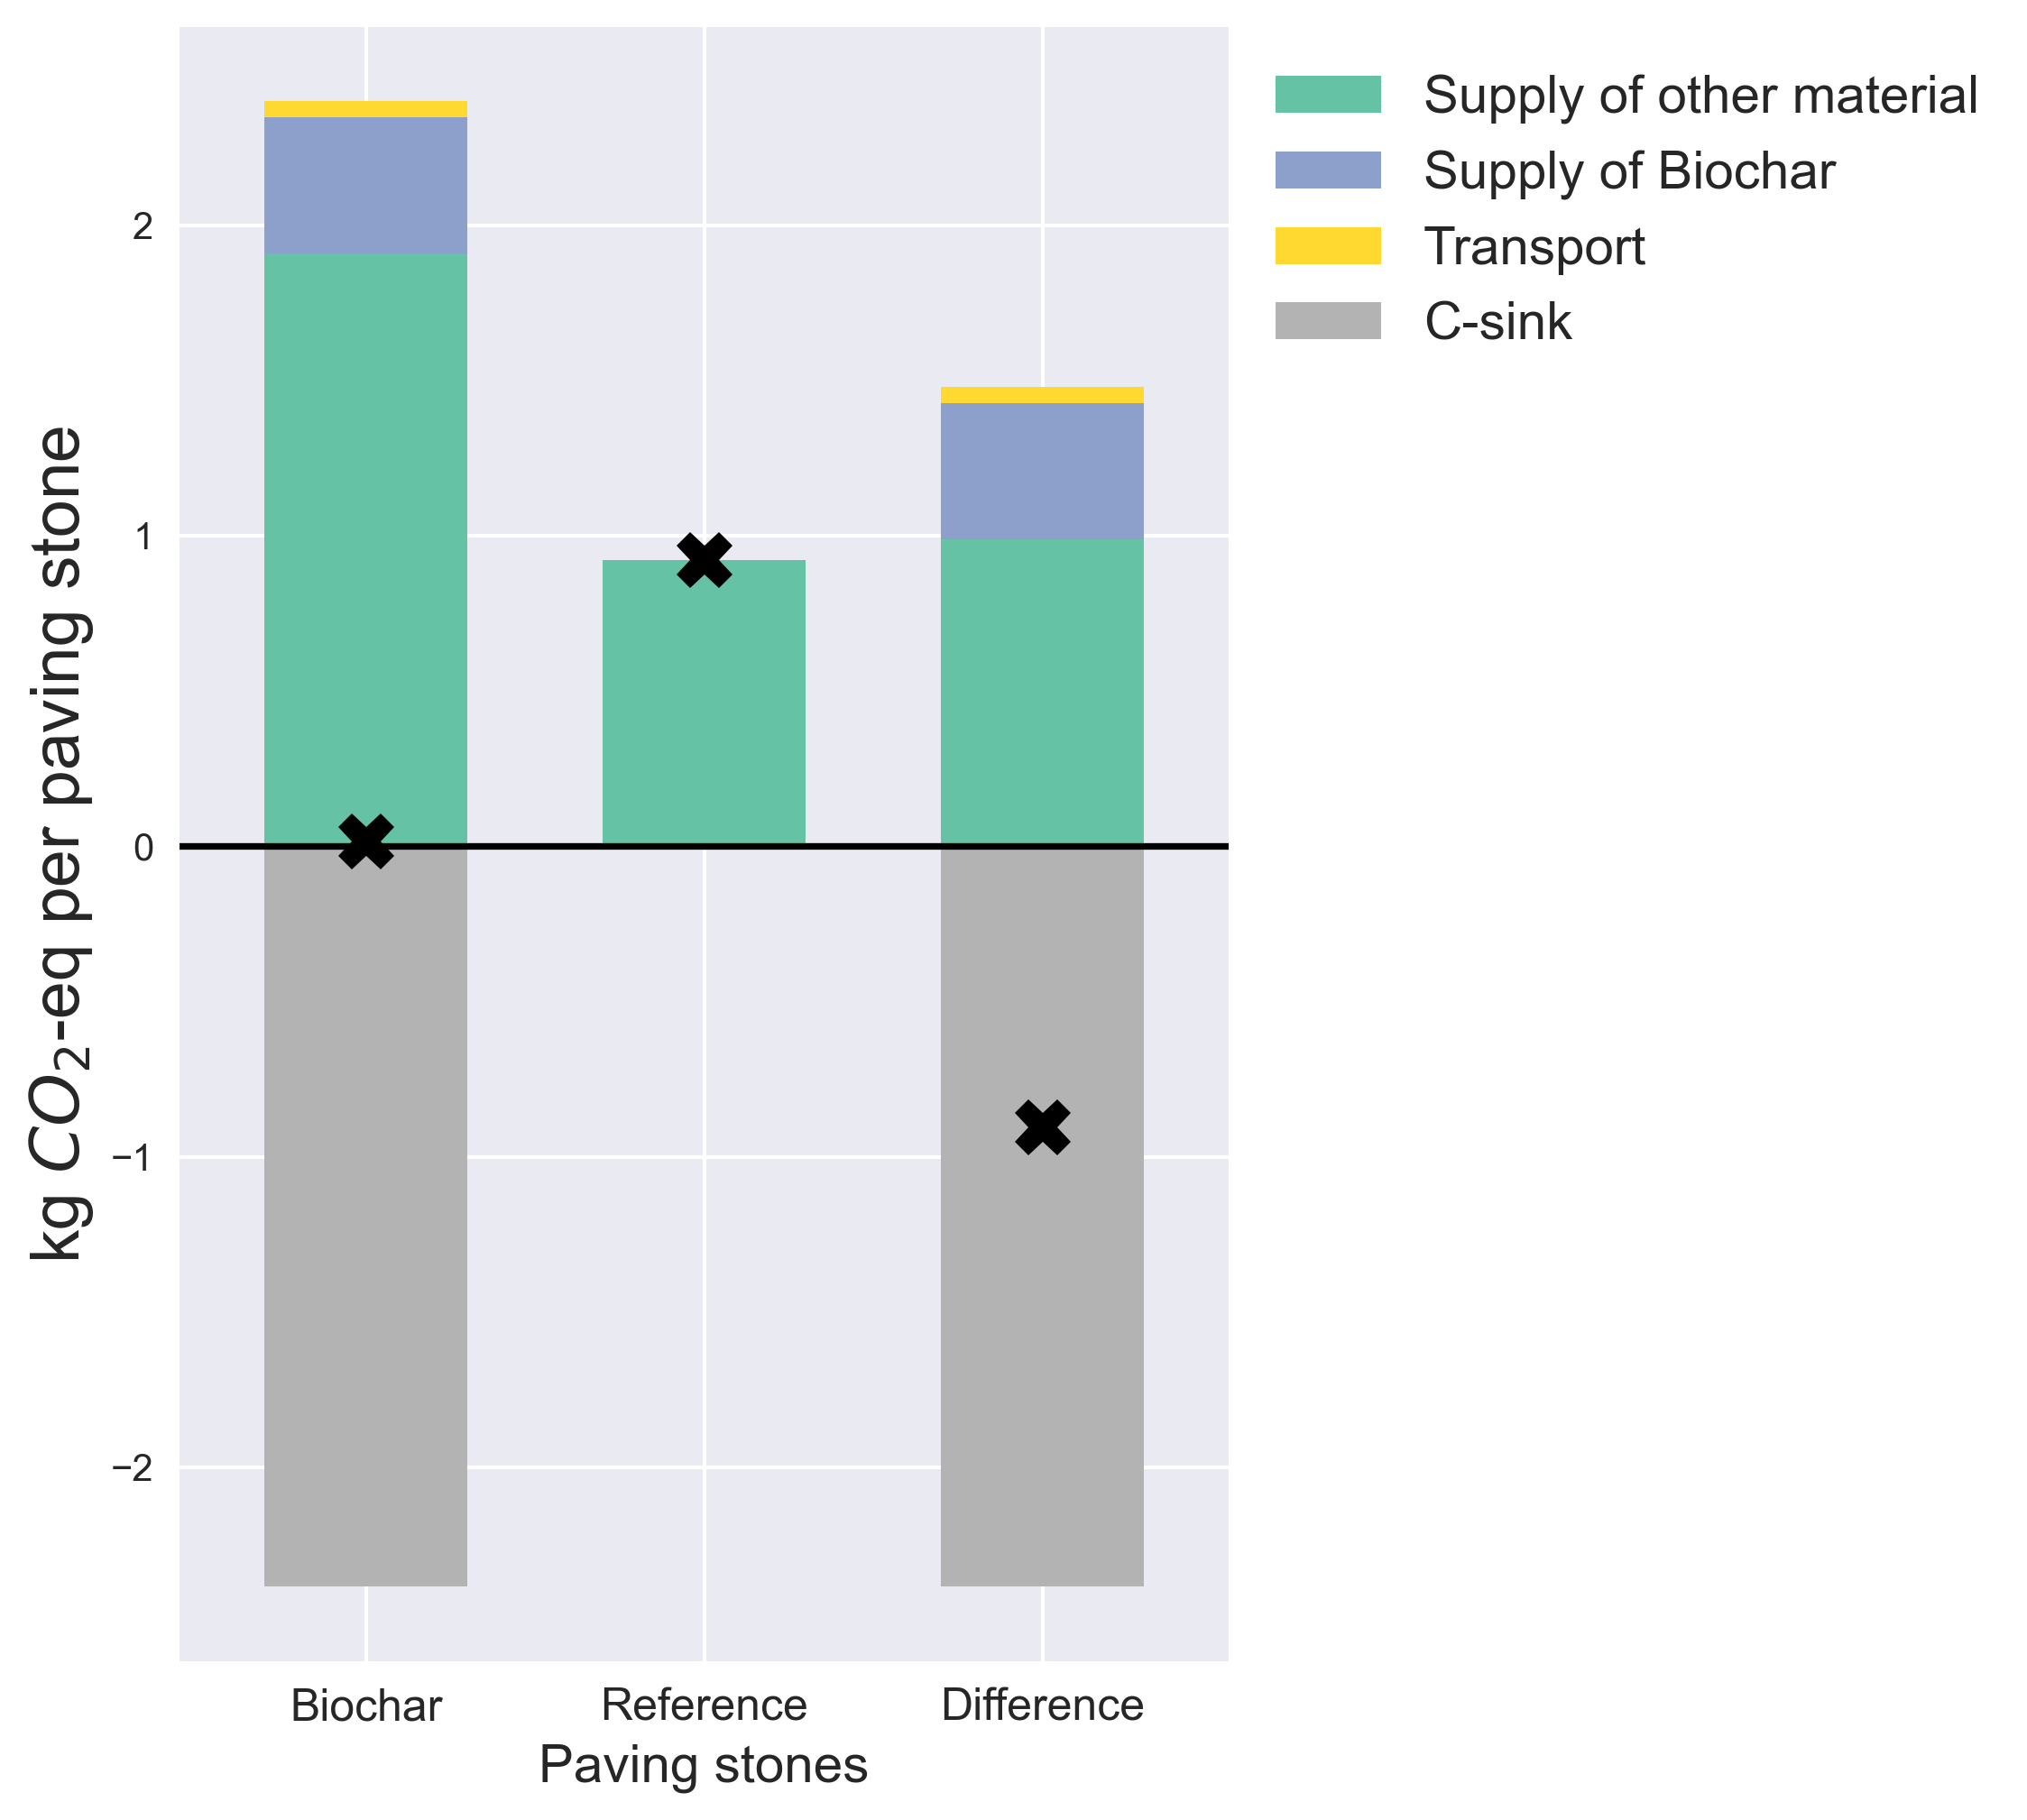 kg CO₂-eq per paving stone
2
1
0
−1
−2
Biochar
Reference
Difference
Paving stones
Supply of other material
Supply of Biochar
Transport
C-sink